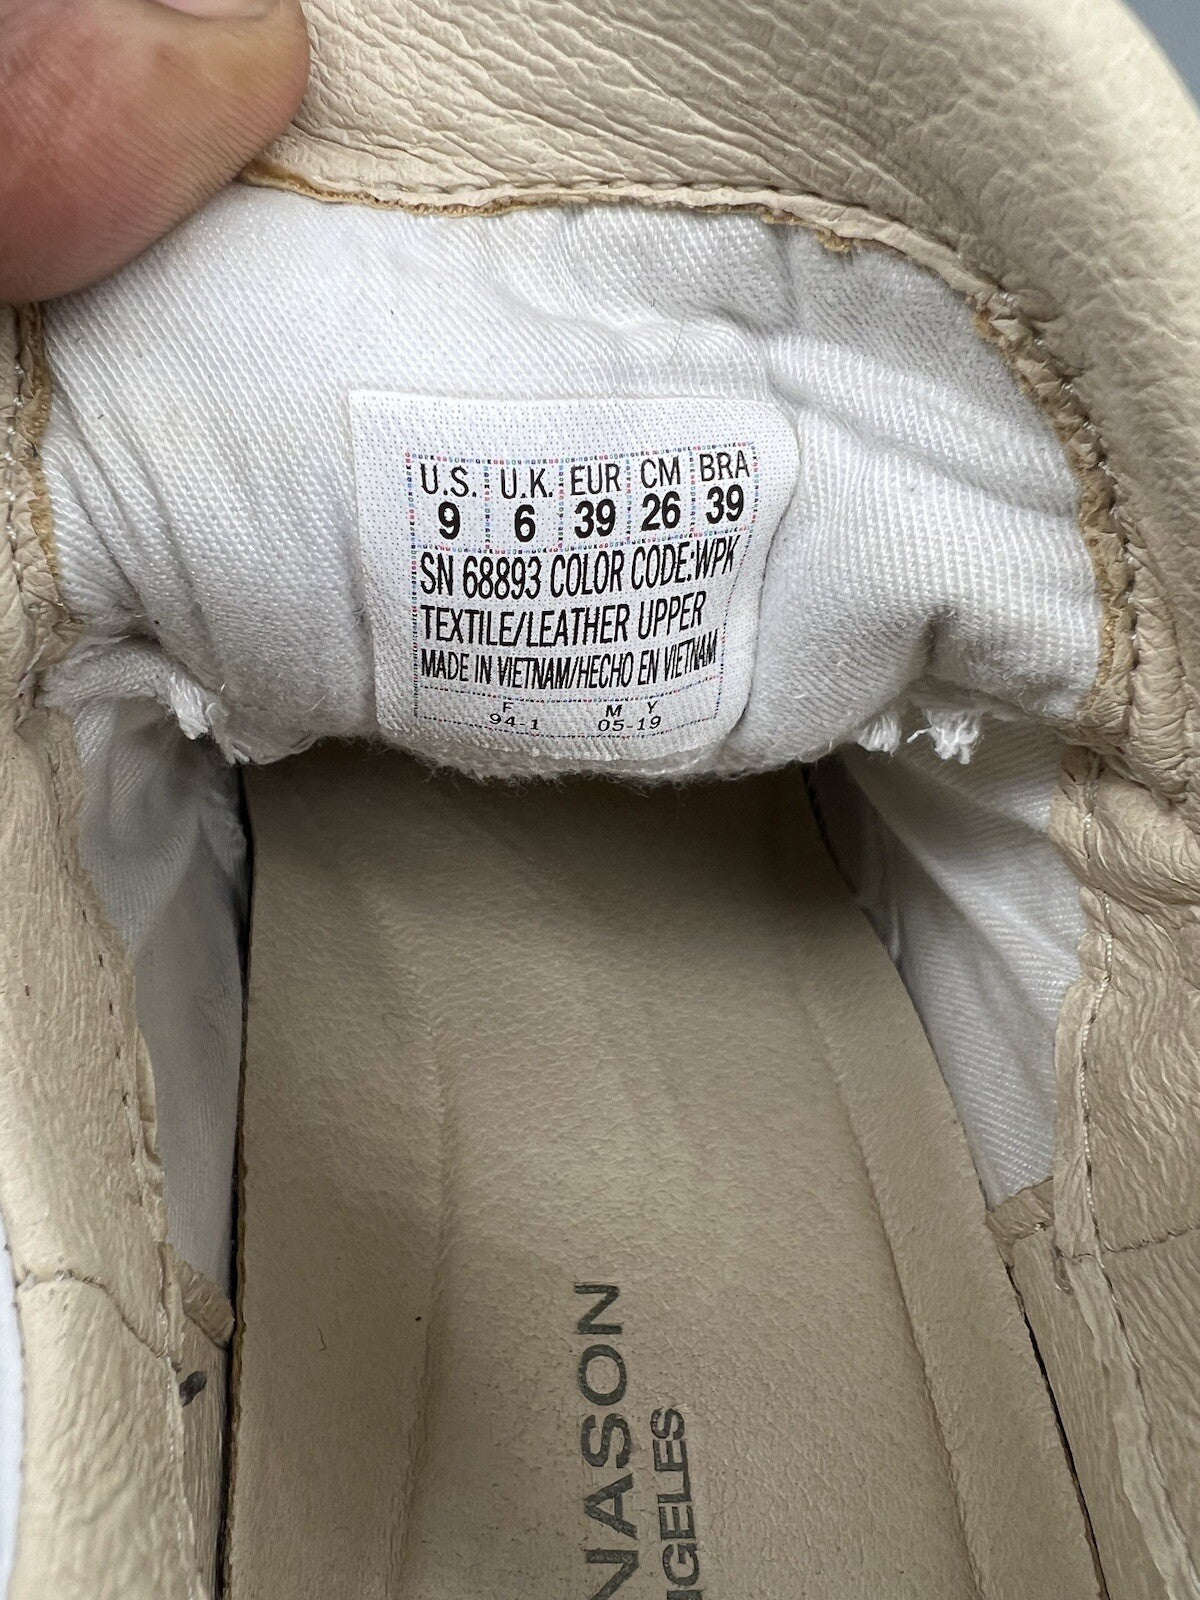 U.S. U.K. EUR CM BRA
9 6 39 26 39
SN 68893 COLOR CODE:WPK
TEXTILE/LEATHER UPPER
MADE IN VIETNAM/HECHO EN VIETNAM
F M Y
94-1 05-19
NASON
GELES